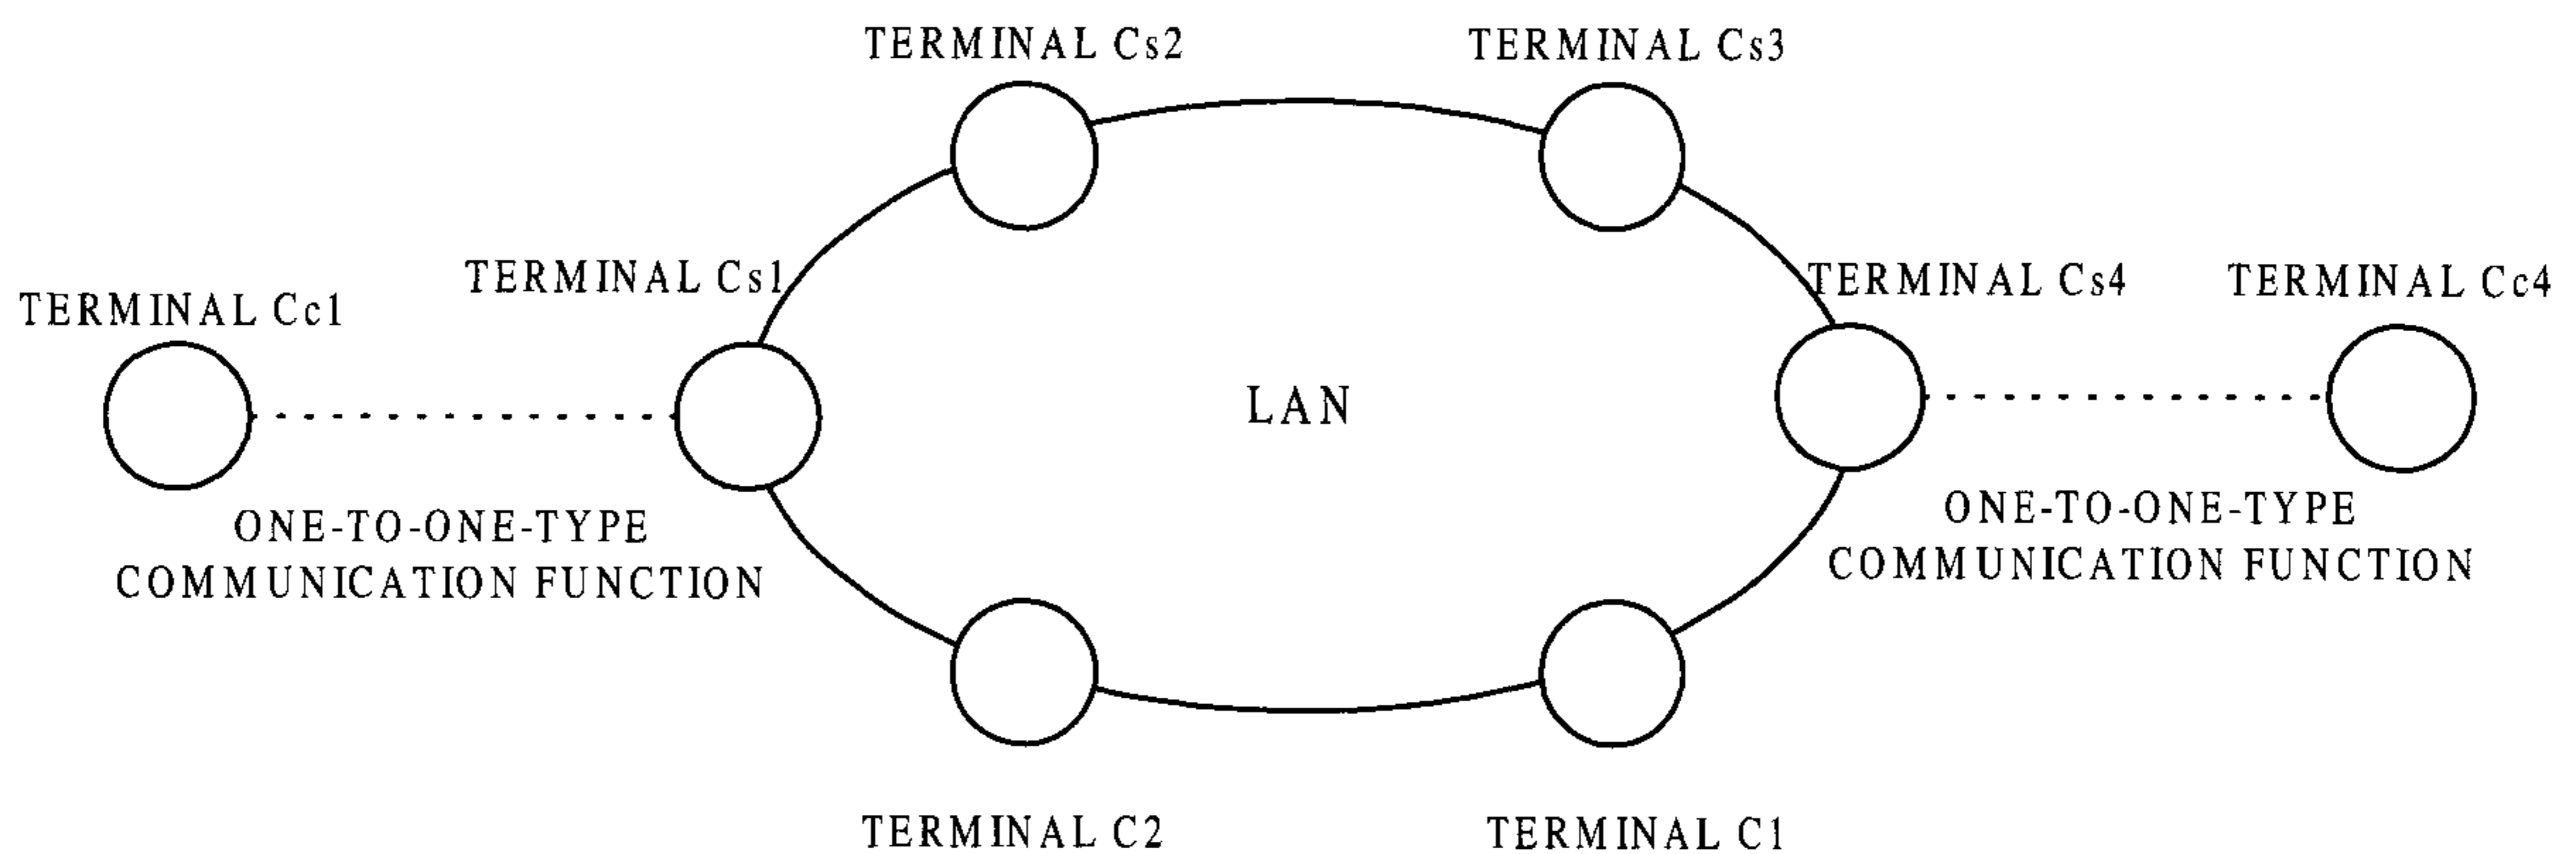 TERMINAL Cs2
TERMINAL Cs3
TERMINAL Cs1
TERMINAL Cs4
TERMINAL Cc4
TERMINAL Cc1
LAN
ONE-TO-ONE-TYPE
COMMUNICATION FUNCTION
ONE-TO-ONE-TYPE
COMMUNICATION FUNCTION
TERMINAL C2
TERMINAL C1